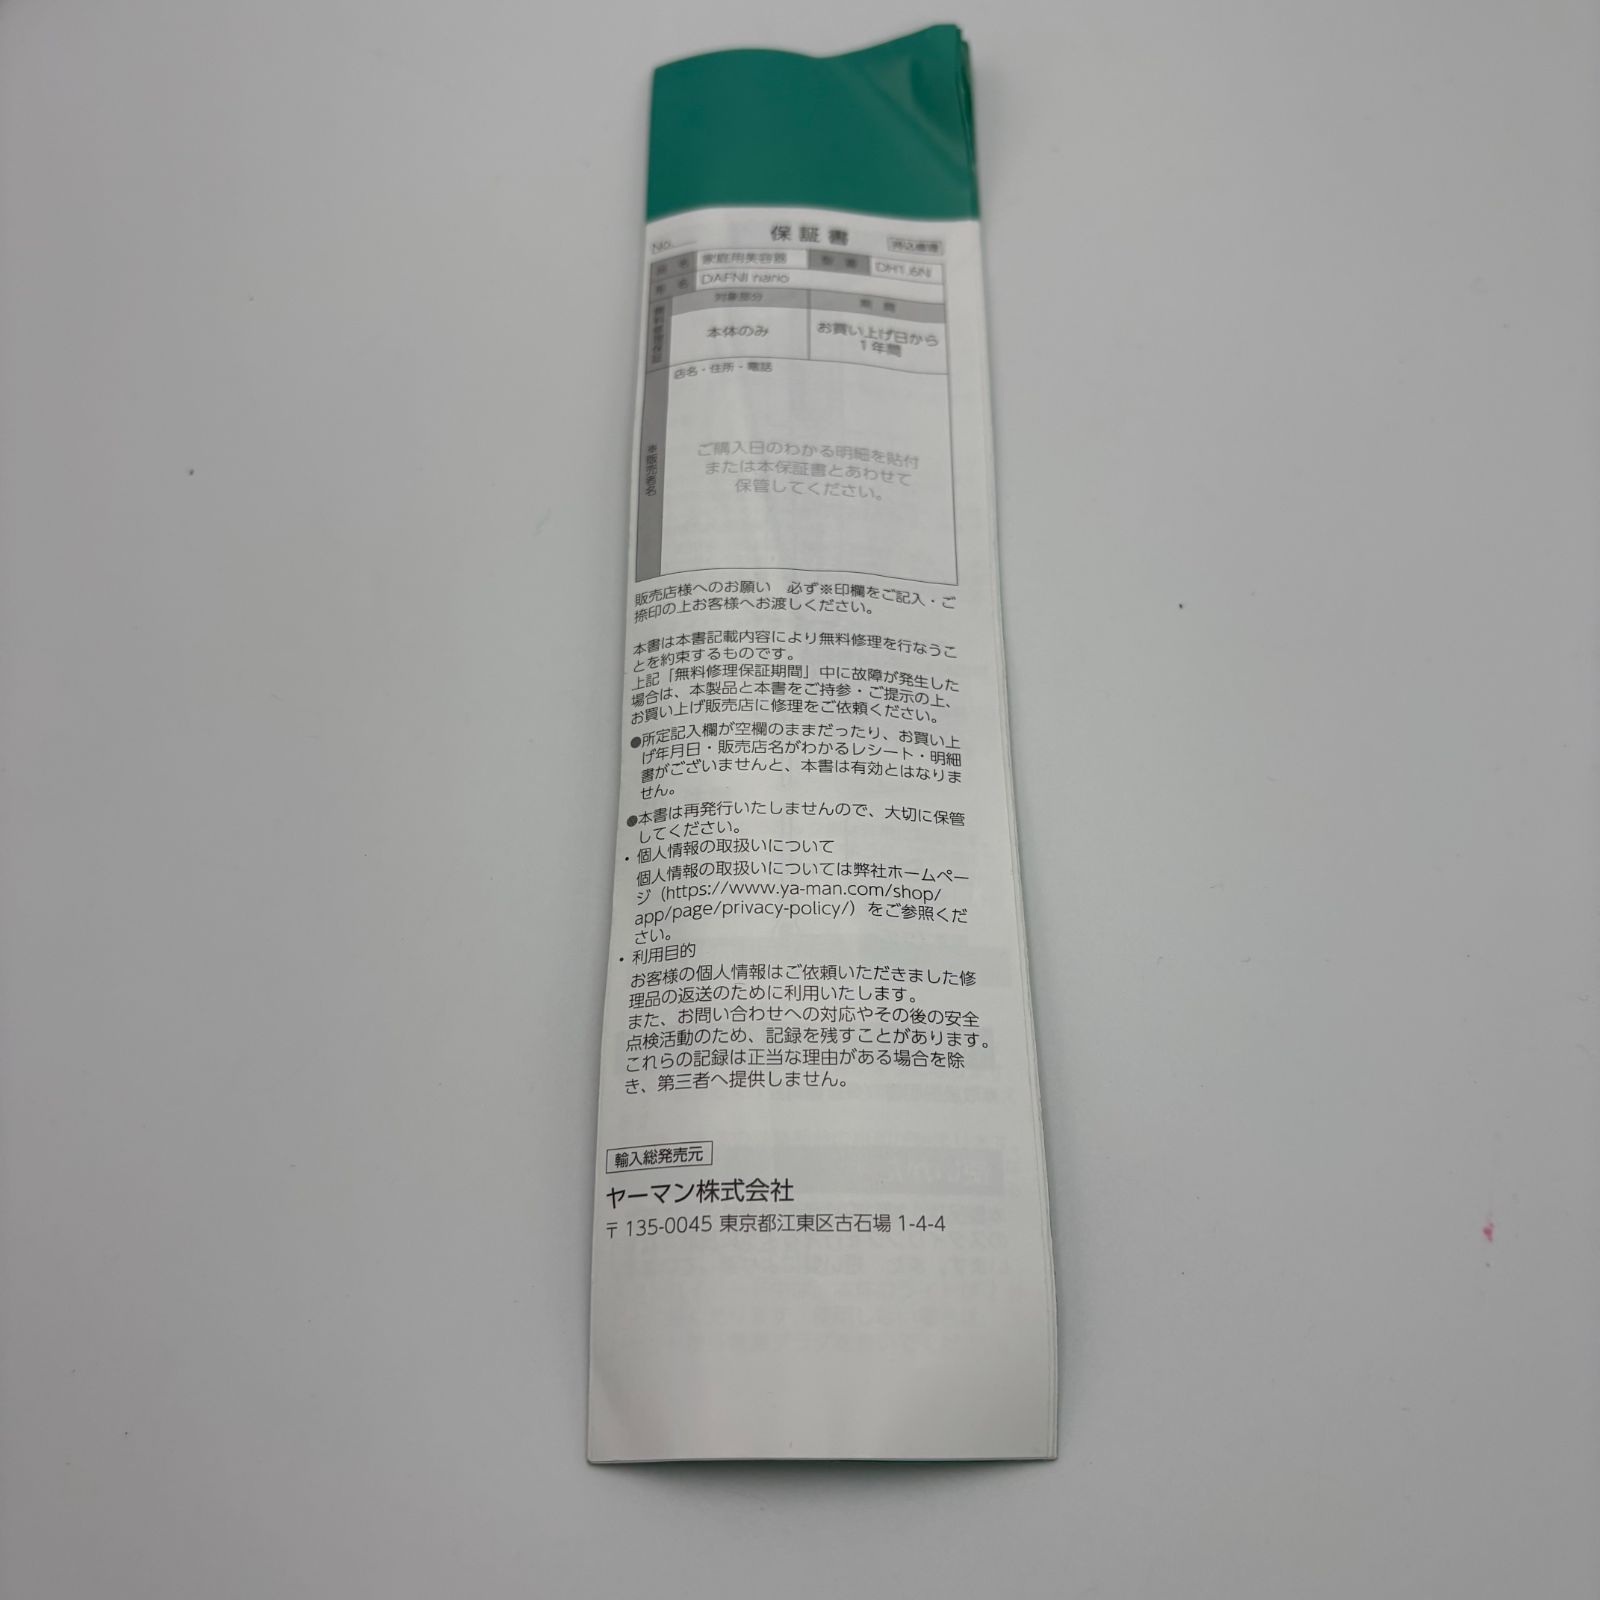 No.
保証書
持込修理
品名 家庭用美容器 型番
年名 DAFNI nano
対象部分 期間
無料修理保証 本体のみ お買い上げ日から
1年間
※販売者名
店名・住所・電話
ご購入日のわかる明細を貼付
または本保証書とあわせて
保管してください。
販売店様へのお願い 必ず※印欄をご記入・ご
捺印の上お客様へお渡しください。
本書は本書記載内容により無料修理を行なうこ
とを約束するものです。
上記「無料修理保証期間」中に故障が発生した
場合は、本製品と本書をご持参・ご提示の上、
お買い上げ販売店に修理をご依頼ください。
●所定記入欄が空欄のままだったり、お買い上
げ年月日・販売店名がわかるレシート・明細
書がございませんと、本書は有効とはなりま
せん。
●本書は再発行いたしませんので、大切に保管
してください。
・個人情報の取扱いについて
個人情報の取扱いについては弊社ホームペー
ジ（https://www.ya-man.com/shop/
app/page/privacy-policy/）をご参照くだ
さい。
・利用目的
お客様の個人情報はご依頼いただきました修
理品の返送のために利用いたします。
また、お問い合わせへの対応やその後の安全
点検活動のため、記録を残すことがあります。
これらの記録は正当な理由がある場合を除
き、第三者へ提供しません。
輸入総発売元
ヤーマン株式会社
〒135-0045 東京都江東区古石場 1-4-4